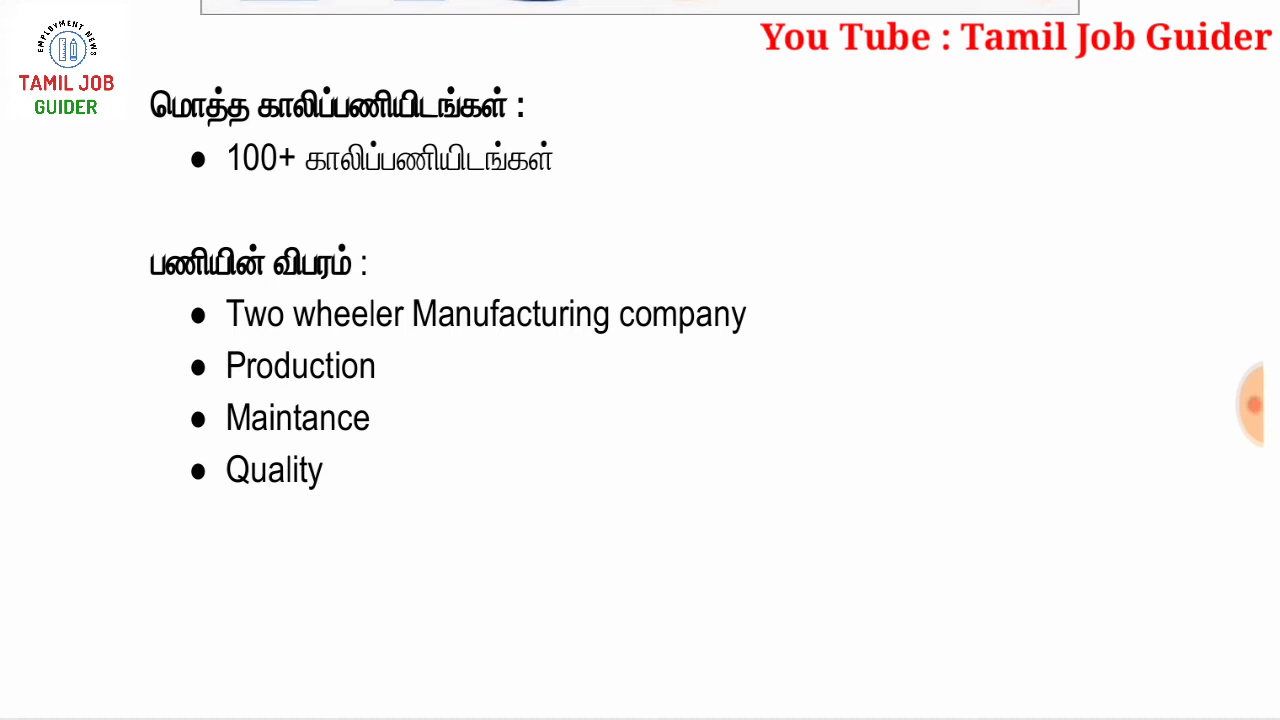 You Tube : Tamil Job Guider
EMPLOYMENT NEWS
TAMIL JOB
GUIDER
மொத்த காலிப்பணியிடங்கள் :
● 100+ காலிப்பணியிடங்கள்
பணியின் விபரம் :
● Two wheeler Manufacturing company
● Production
● Maintance
● Quality